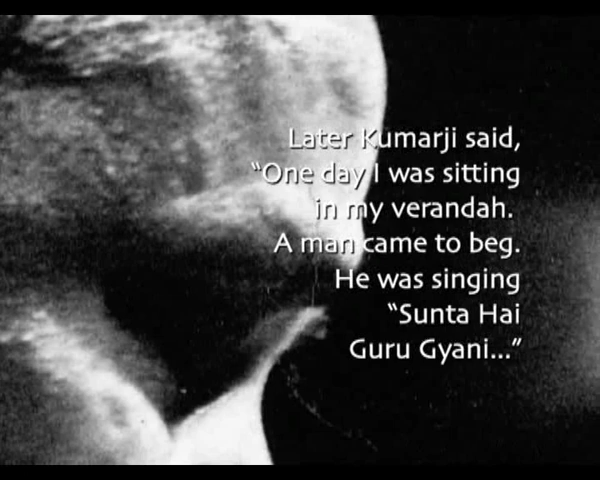 Later Kumarji said,
“One day I was sitting
in my verandah.
A man came to beg.
He was singing
“Sunta Hai
Guru Gyani...”